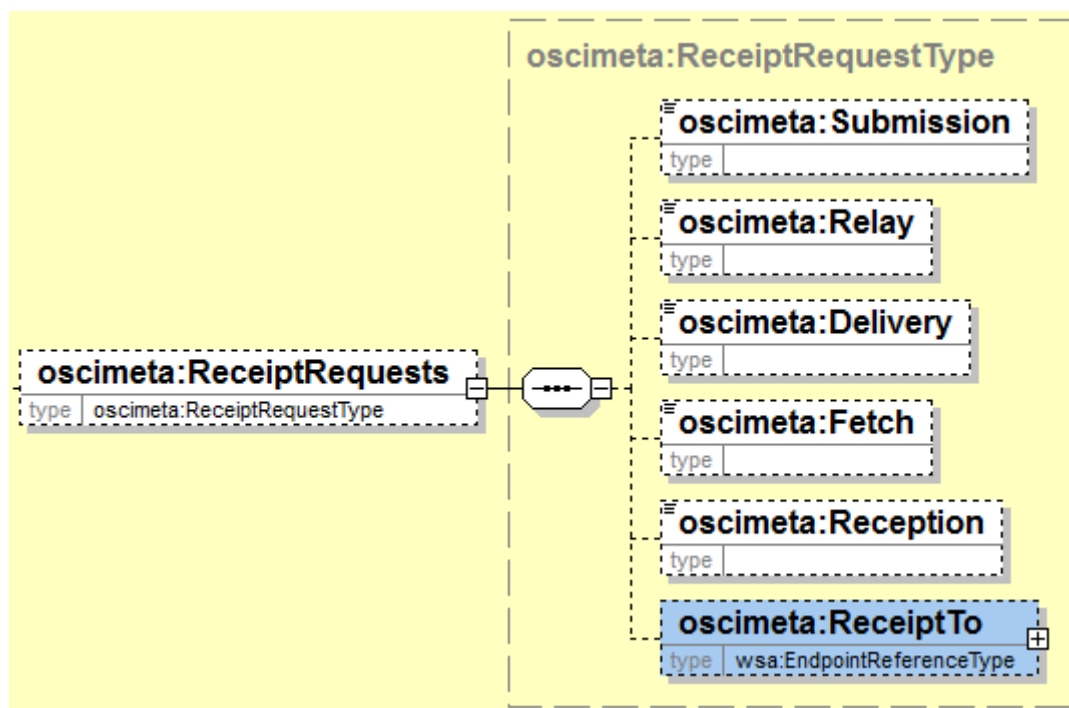 oscimeta:ReceiptRequestType
oscimeta:Submission
type
oscimeta:Relay
type
oscimeta:Delivery
type
oscimeta:ReceiptRequests
type oscimeta:ReceiptRequestType
oscimeta:Fetch
type
oscimeta:Reception
type
oscimeta:ReceiptTo
type wsa:EndpointReferenceType